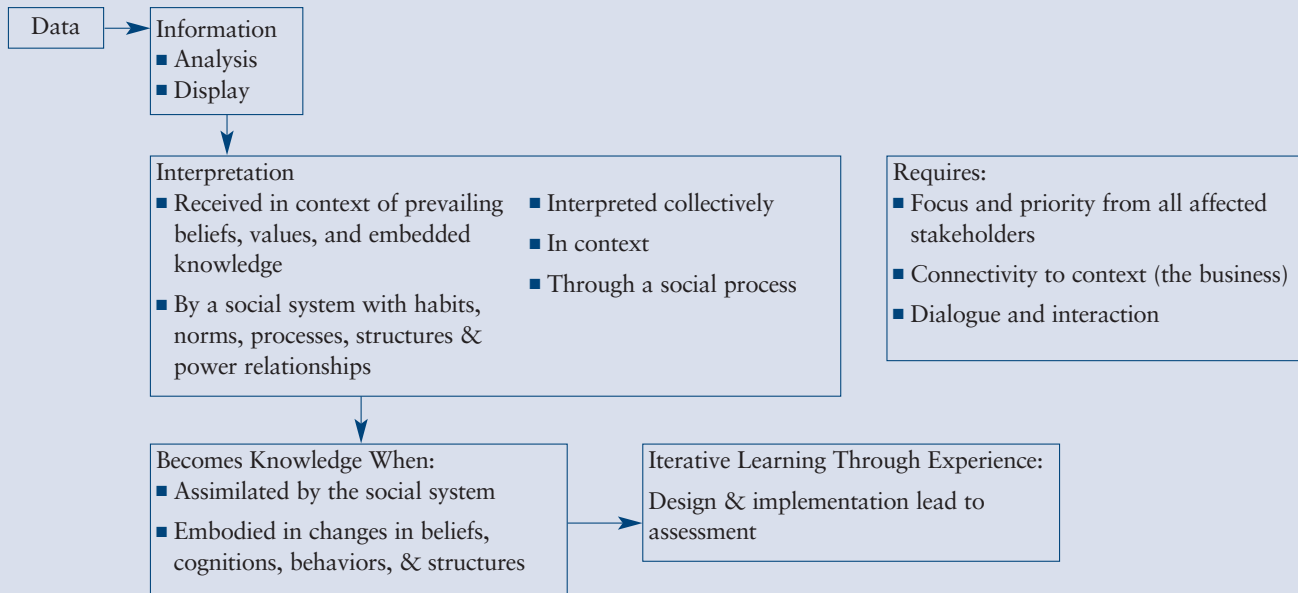 Data
Information
■ Analysis
■ Display
Interpretation
■ Received in context of prevailing
beliefs, values, and embedded
knowledge
■ By a social system with habits,
norms, processes, structures &
power relationships
■ Interpreted collectively
■ In context
■ Through a social process
Requires:
■ Focus and priority from all affected
stakeholders
■ Connectivity to context (the business)
■ Dialogue and interaction
Becomes Knowledge When:
■ Assimilated by the social system
■ Embodied in changes in beliefs,
cognitions, behaviors, & structures
Iterative Learning Through Experience:
Design & implementation lead to
assessment